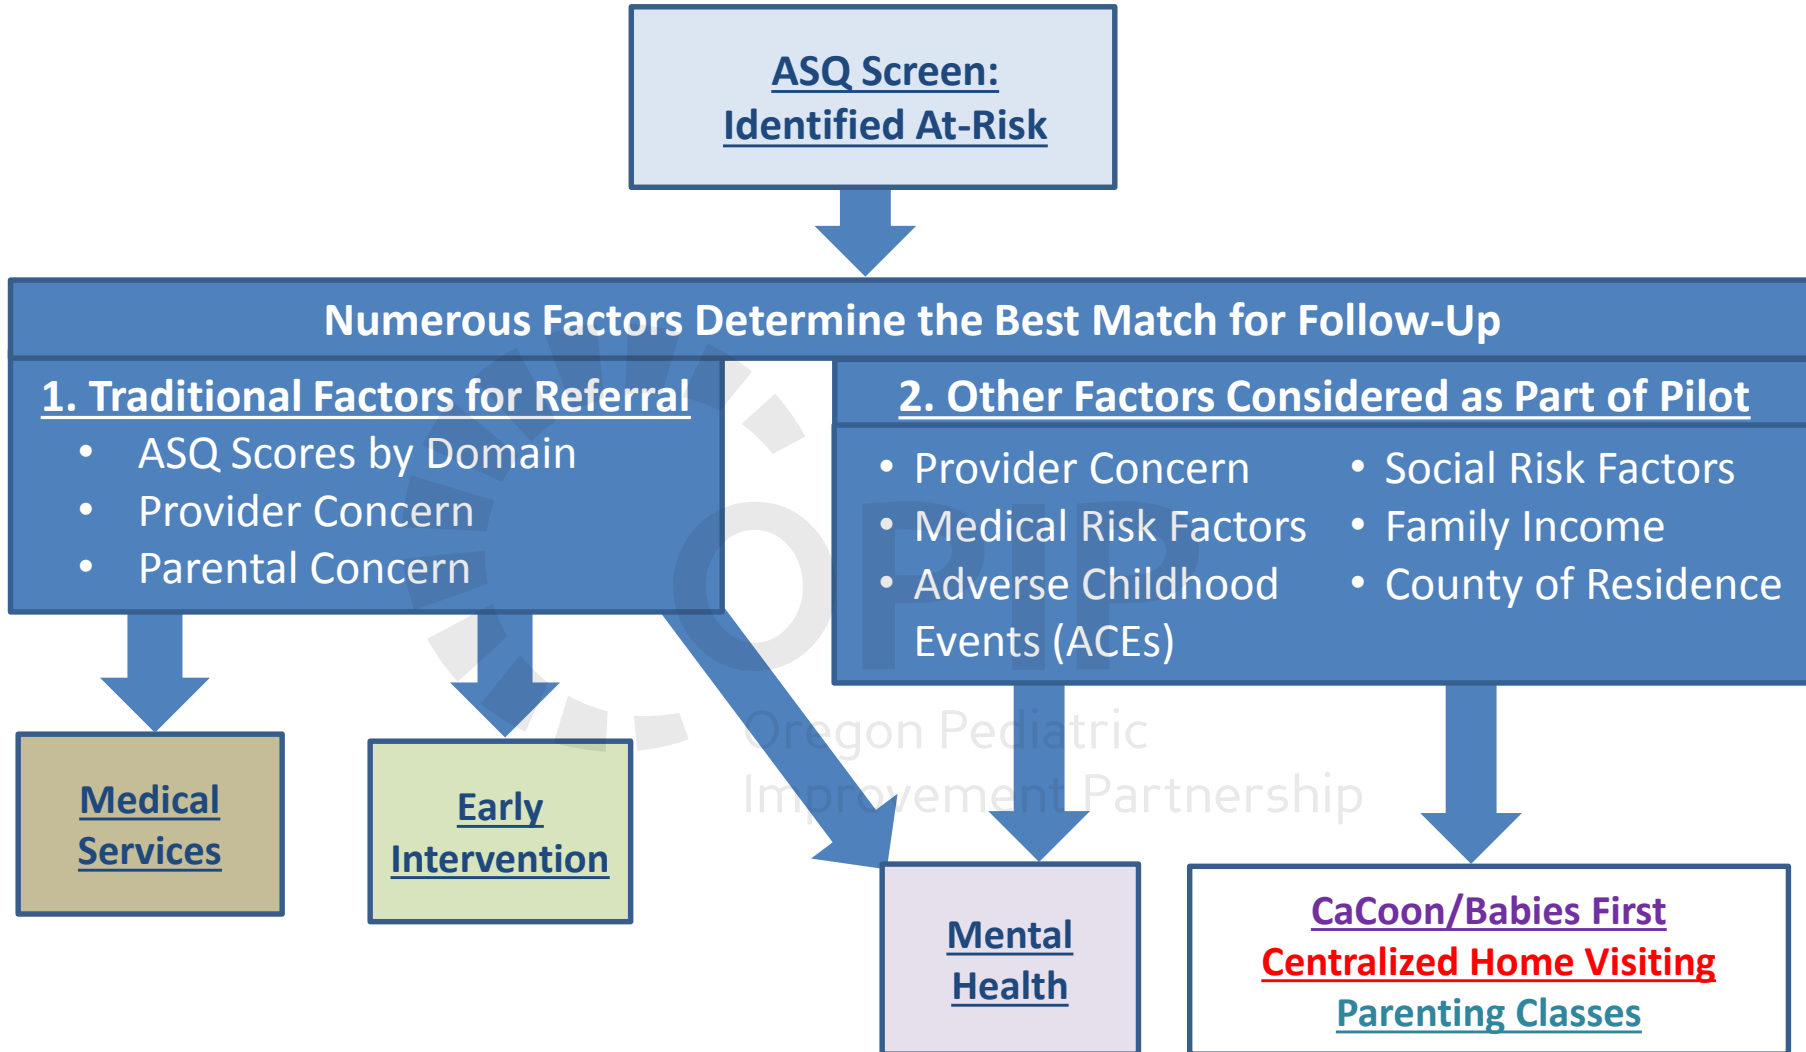 ASQ Screen:
Identified At-Risk
Numerous Factors Determine the Best Match for Follow-Up
1. Traditional Factors for Referral
• ASQ Scores by Domain
• Provider Concern
• Parental Concern
2. Other Factors Considered as Part of Pilot
• Provider Concern
• Medical Risk Factors
• Adverse Childhood
Events (ACEs)
• Social Risk Factors
• Family Income
• County of Residence
OPIP
Oregon Pediatric
Improvement Partnership
Medical
Services
Early
Intervention
Mental
Health
CaCoon/Babies First
Centralized Home Visiting
Parenting Classes